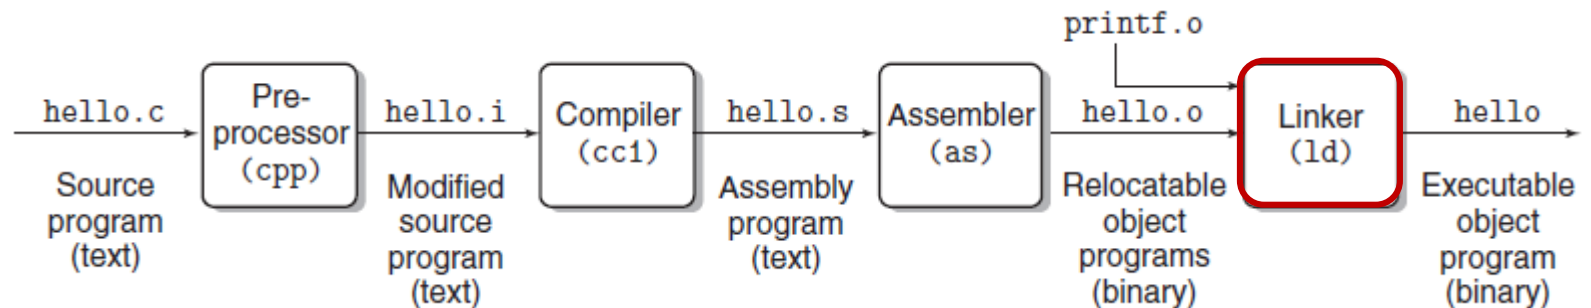 printf.o
hello.c
Pre-
processor
(cpp)
hello.i
Compiler
(cc1)
hello.s
Assembler
(as)
hello.o
Linker
(ld)
hello
Source
program
(text)
Modified
source
program
(text)
Assembly
program
(text)
Relocatable
object
programs
(binary)
Executable
object
program
(binary)